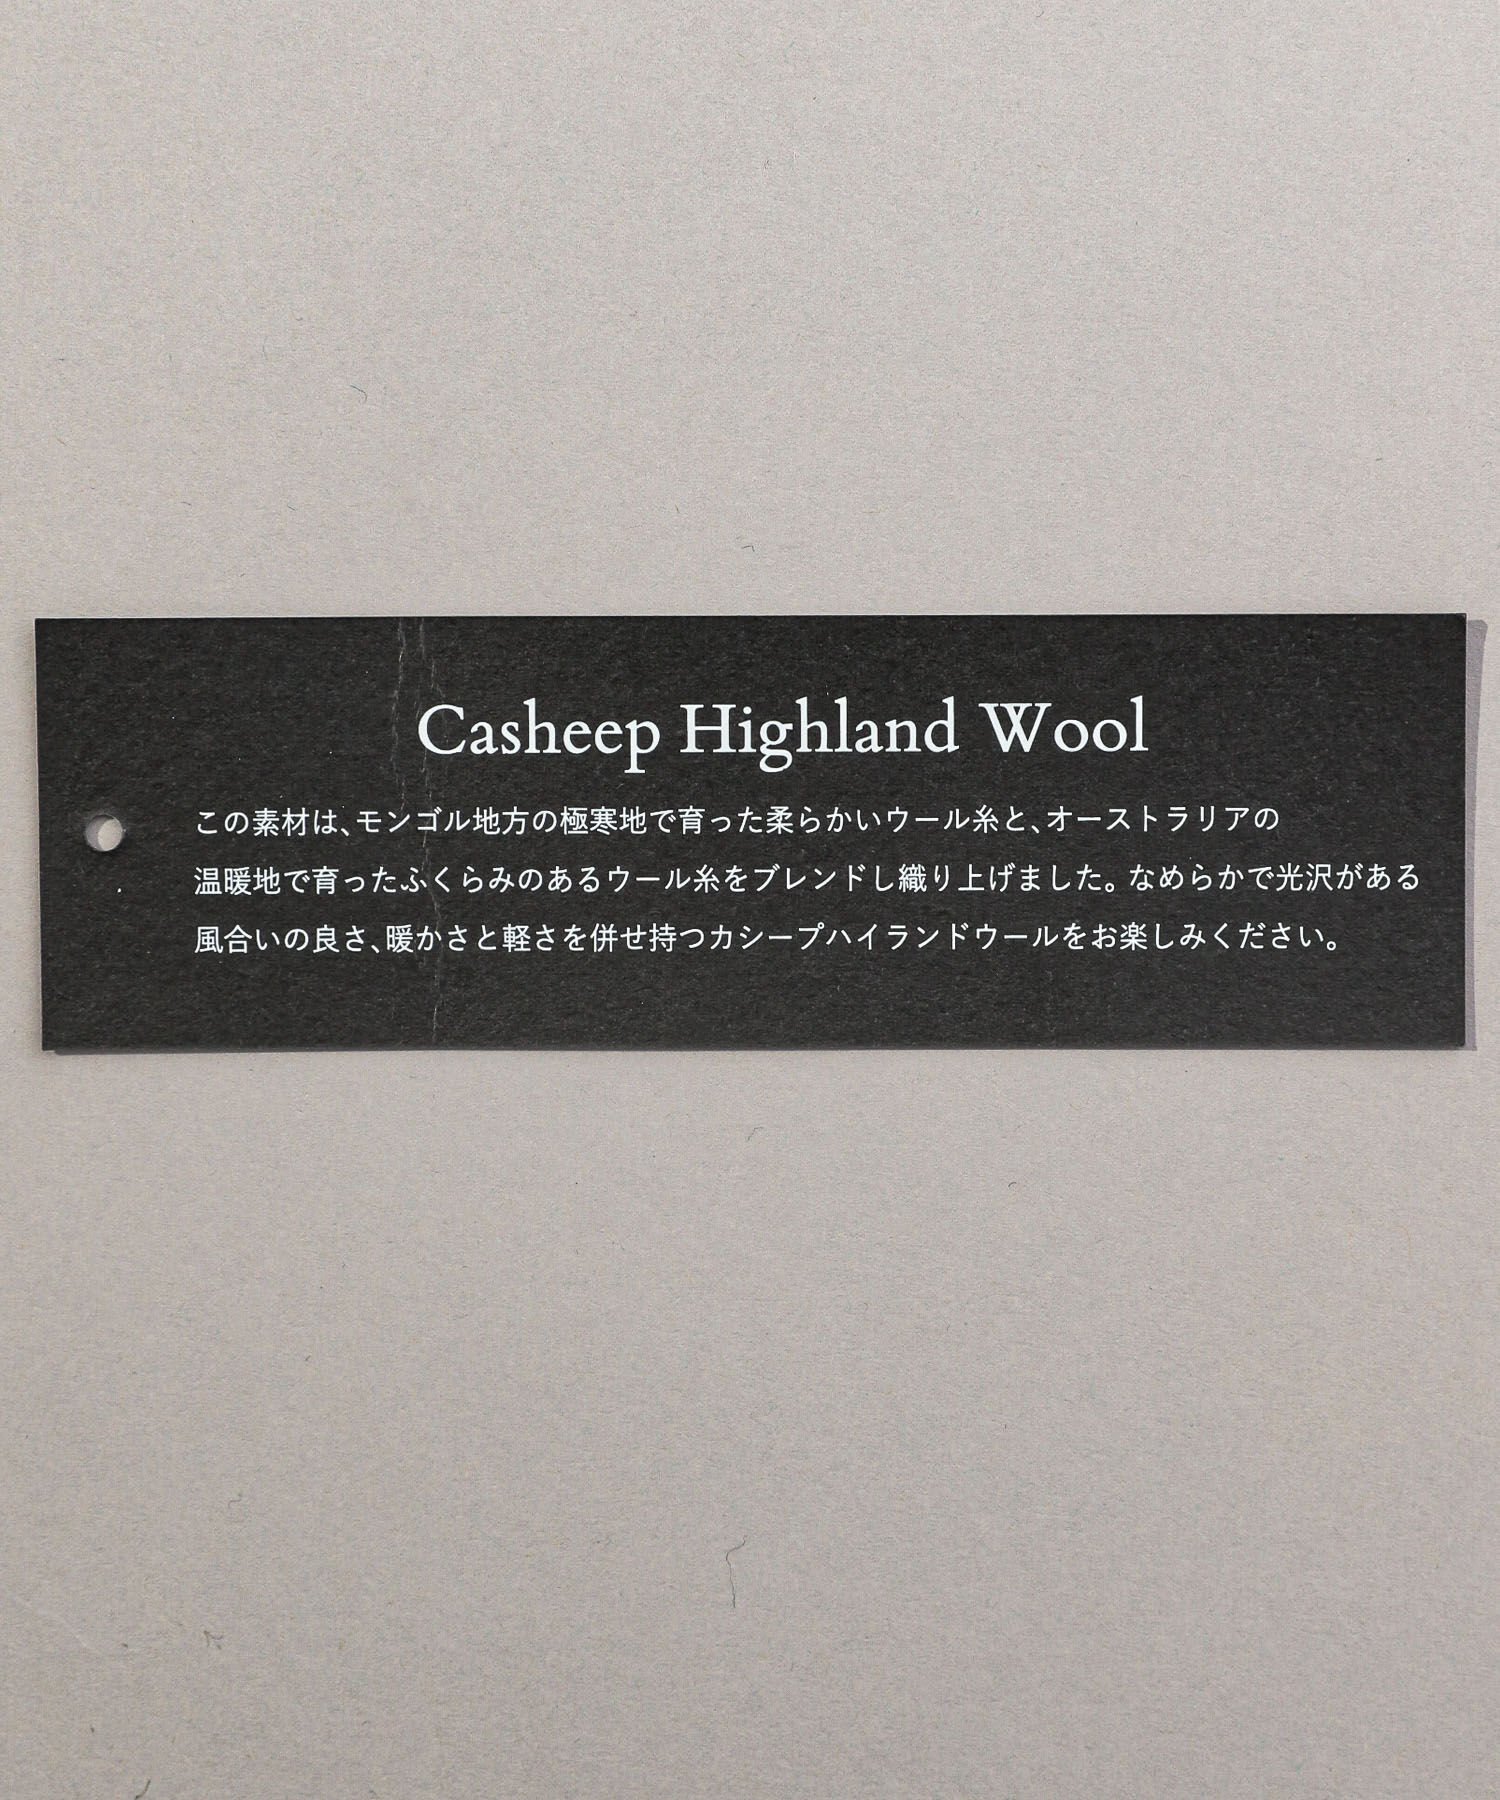 Casheep Highland Wool
この素材は、モンゴル地方の極寒地で育った柔らかいウール糸と、オーストラリアの
温暖地で育ったふくらみのあるウール糸をブレンドし織り上げました。なめらかで光沢がある
風合いの良さ、暖かさと軽さを併せ持つカシープハイランドウールをお楽しみください。